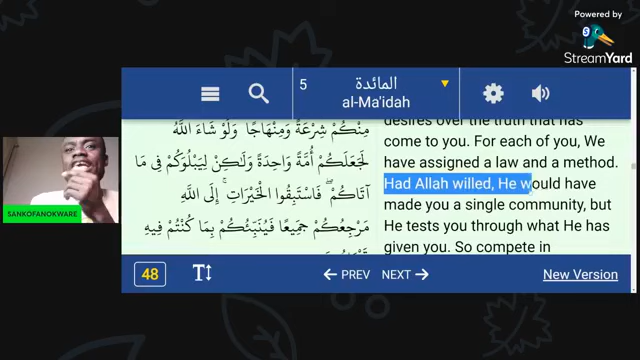 Powered by
StreamYard
5
المائدة
al-Ma'idah
مِنْكُمْ شِرْعَةً وَمِنْهَاجًا وَلَوْ شَاءَ اللَّهُ
لَجَعَلَكُمْ أُمَّةً وَاحِدَةً وَلَٰكِنْ لِيَبْلُوَكُمْ فِي مَا
آتَاكُمْ ۖ فَاسْتَبِقُوا الْخَيْرَاتِ ۚ إِلَى اللَّهِ
مَرْجِعُكُمْ جَمِيعًا فَيُنَبِّئُكُمْ بِمَا كُنْتُمْ فِيهِ
desires over the truth that has
come to you. For each of you, We
have assigned a law and a method.
Had Allah willed, He would have
made you a single community, but
He tests you through what He has
given you. So compete in
SANKOFANOKWARE
48
T
PREV
NEXT
New Version